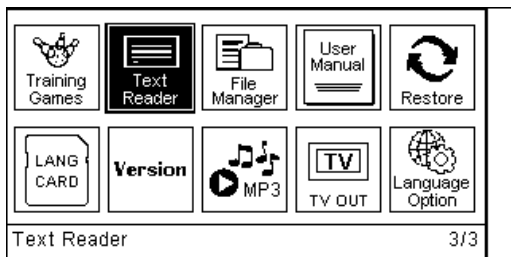 Training
Games
Text
Reader
File
Manager
User
Manual
Restore
LANG
CARD
Version
MP3
TV
TV OUT
Language
Option
Text Reader 3/3